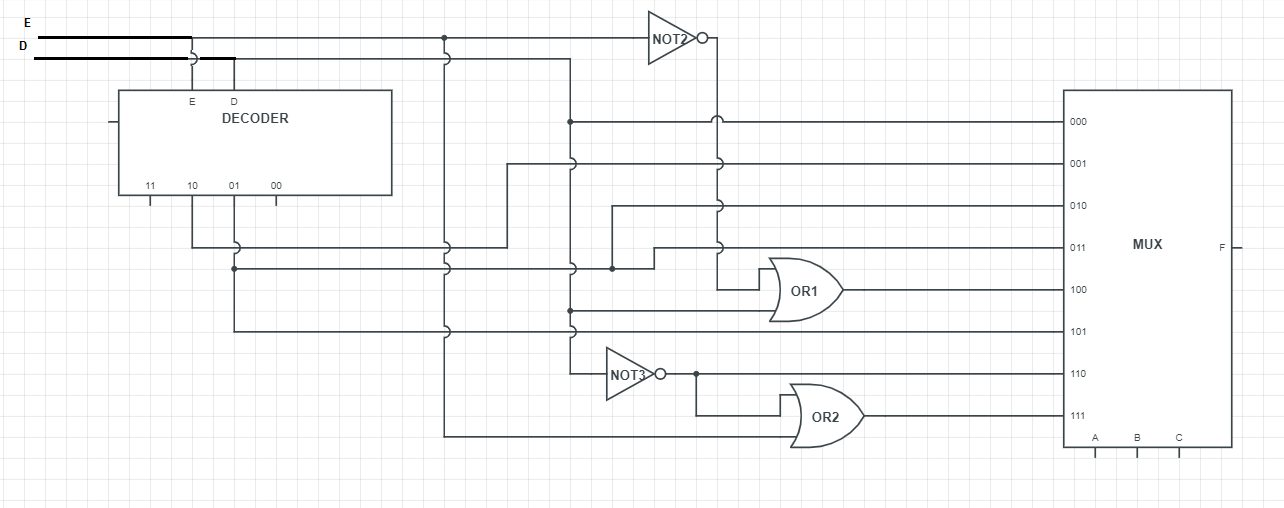 E
D
NOT2
E D
DECODER
11 10 01 00
000
001
010
011
MUX
F
OR1
100
101
NOT3
110
OR2
111
A B C